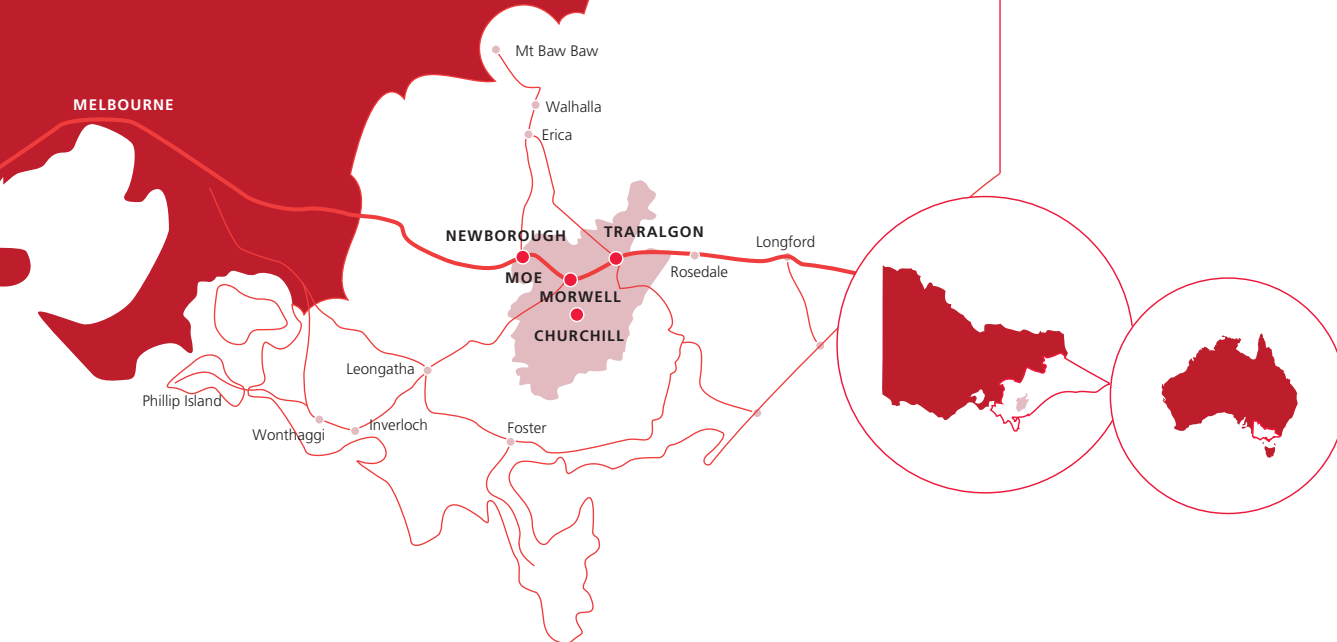 Mt Baw Baw
MELBOURNE
Walhalla
Erica
NEWBOROUGH
TRARALGON
Longford
MOE
Rosedale
MORWELL
CHURCHILL
Leongatha
Phillip Island
Inverloch
Foster
Wonthaggi